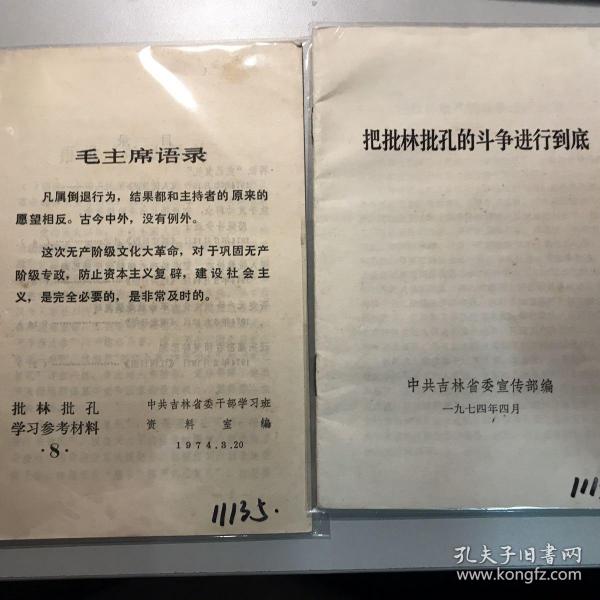 毛主席语录
凡属倒退行为，结果都和主持者的原来的
愿望相反。古今中外，没有例外。
这次无产阶级文化大革命，对于巩固无产
阶级专政，防止资本主义复辟，建设社会主
义，是完全必要的，是非常及时的。
批林批孔
学习参考材料
·8·
中共吉林省委干部学习班
资料室编
1974.3.20
11135.
把批林批孔的斗争进行到底
中共吉林省委宣传部编
一九七四年四月
111
孔夫子旧书网
www.kongfz.com